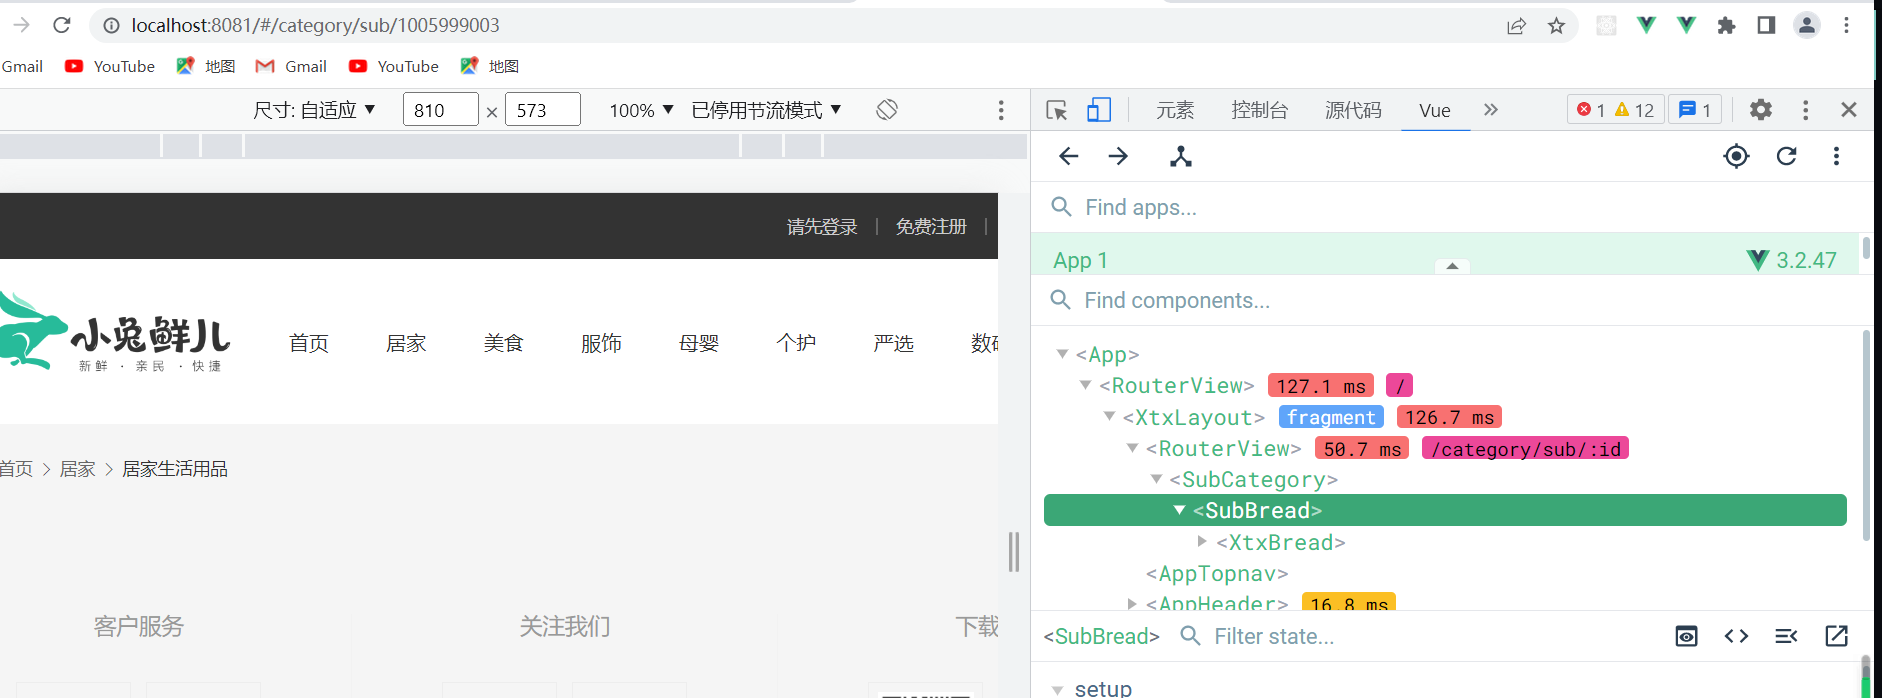 localhost:8081/#/category/sub/1005999003
Gmail YouTube 地图 Gmail YouTube 地图
尺寸: 自适应 ▼ 810 × 573 100% ▼ 已停用节流模式 ▼
元素 控制台 源代码 Vue » 1 12 1
Find apps...
App 1 3.2.47
Find components...
请先登录 | 免费注册 |
小兔鲜儿
新鲜 · 亲民 · 快捷
首页 居家 美食 服饰 母婴 个护 严选 数码
首页 > 居家 > 居家生活用品
客户服务 关注我们 下载
<App>
<RouterView> 127.1 ms /
<XtxLayout> fragment 126.7 ms
<RouterView> 50.7 ms /category/sub/:id
<SubCategory>
<SubBread>
<XtxBread>
<AppTopnav>
<AppHeader> 16.8 ms
<SubBread> Filter state...
setup